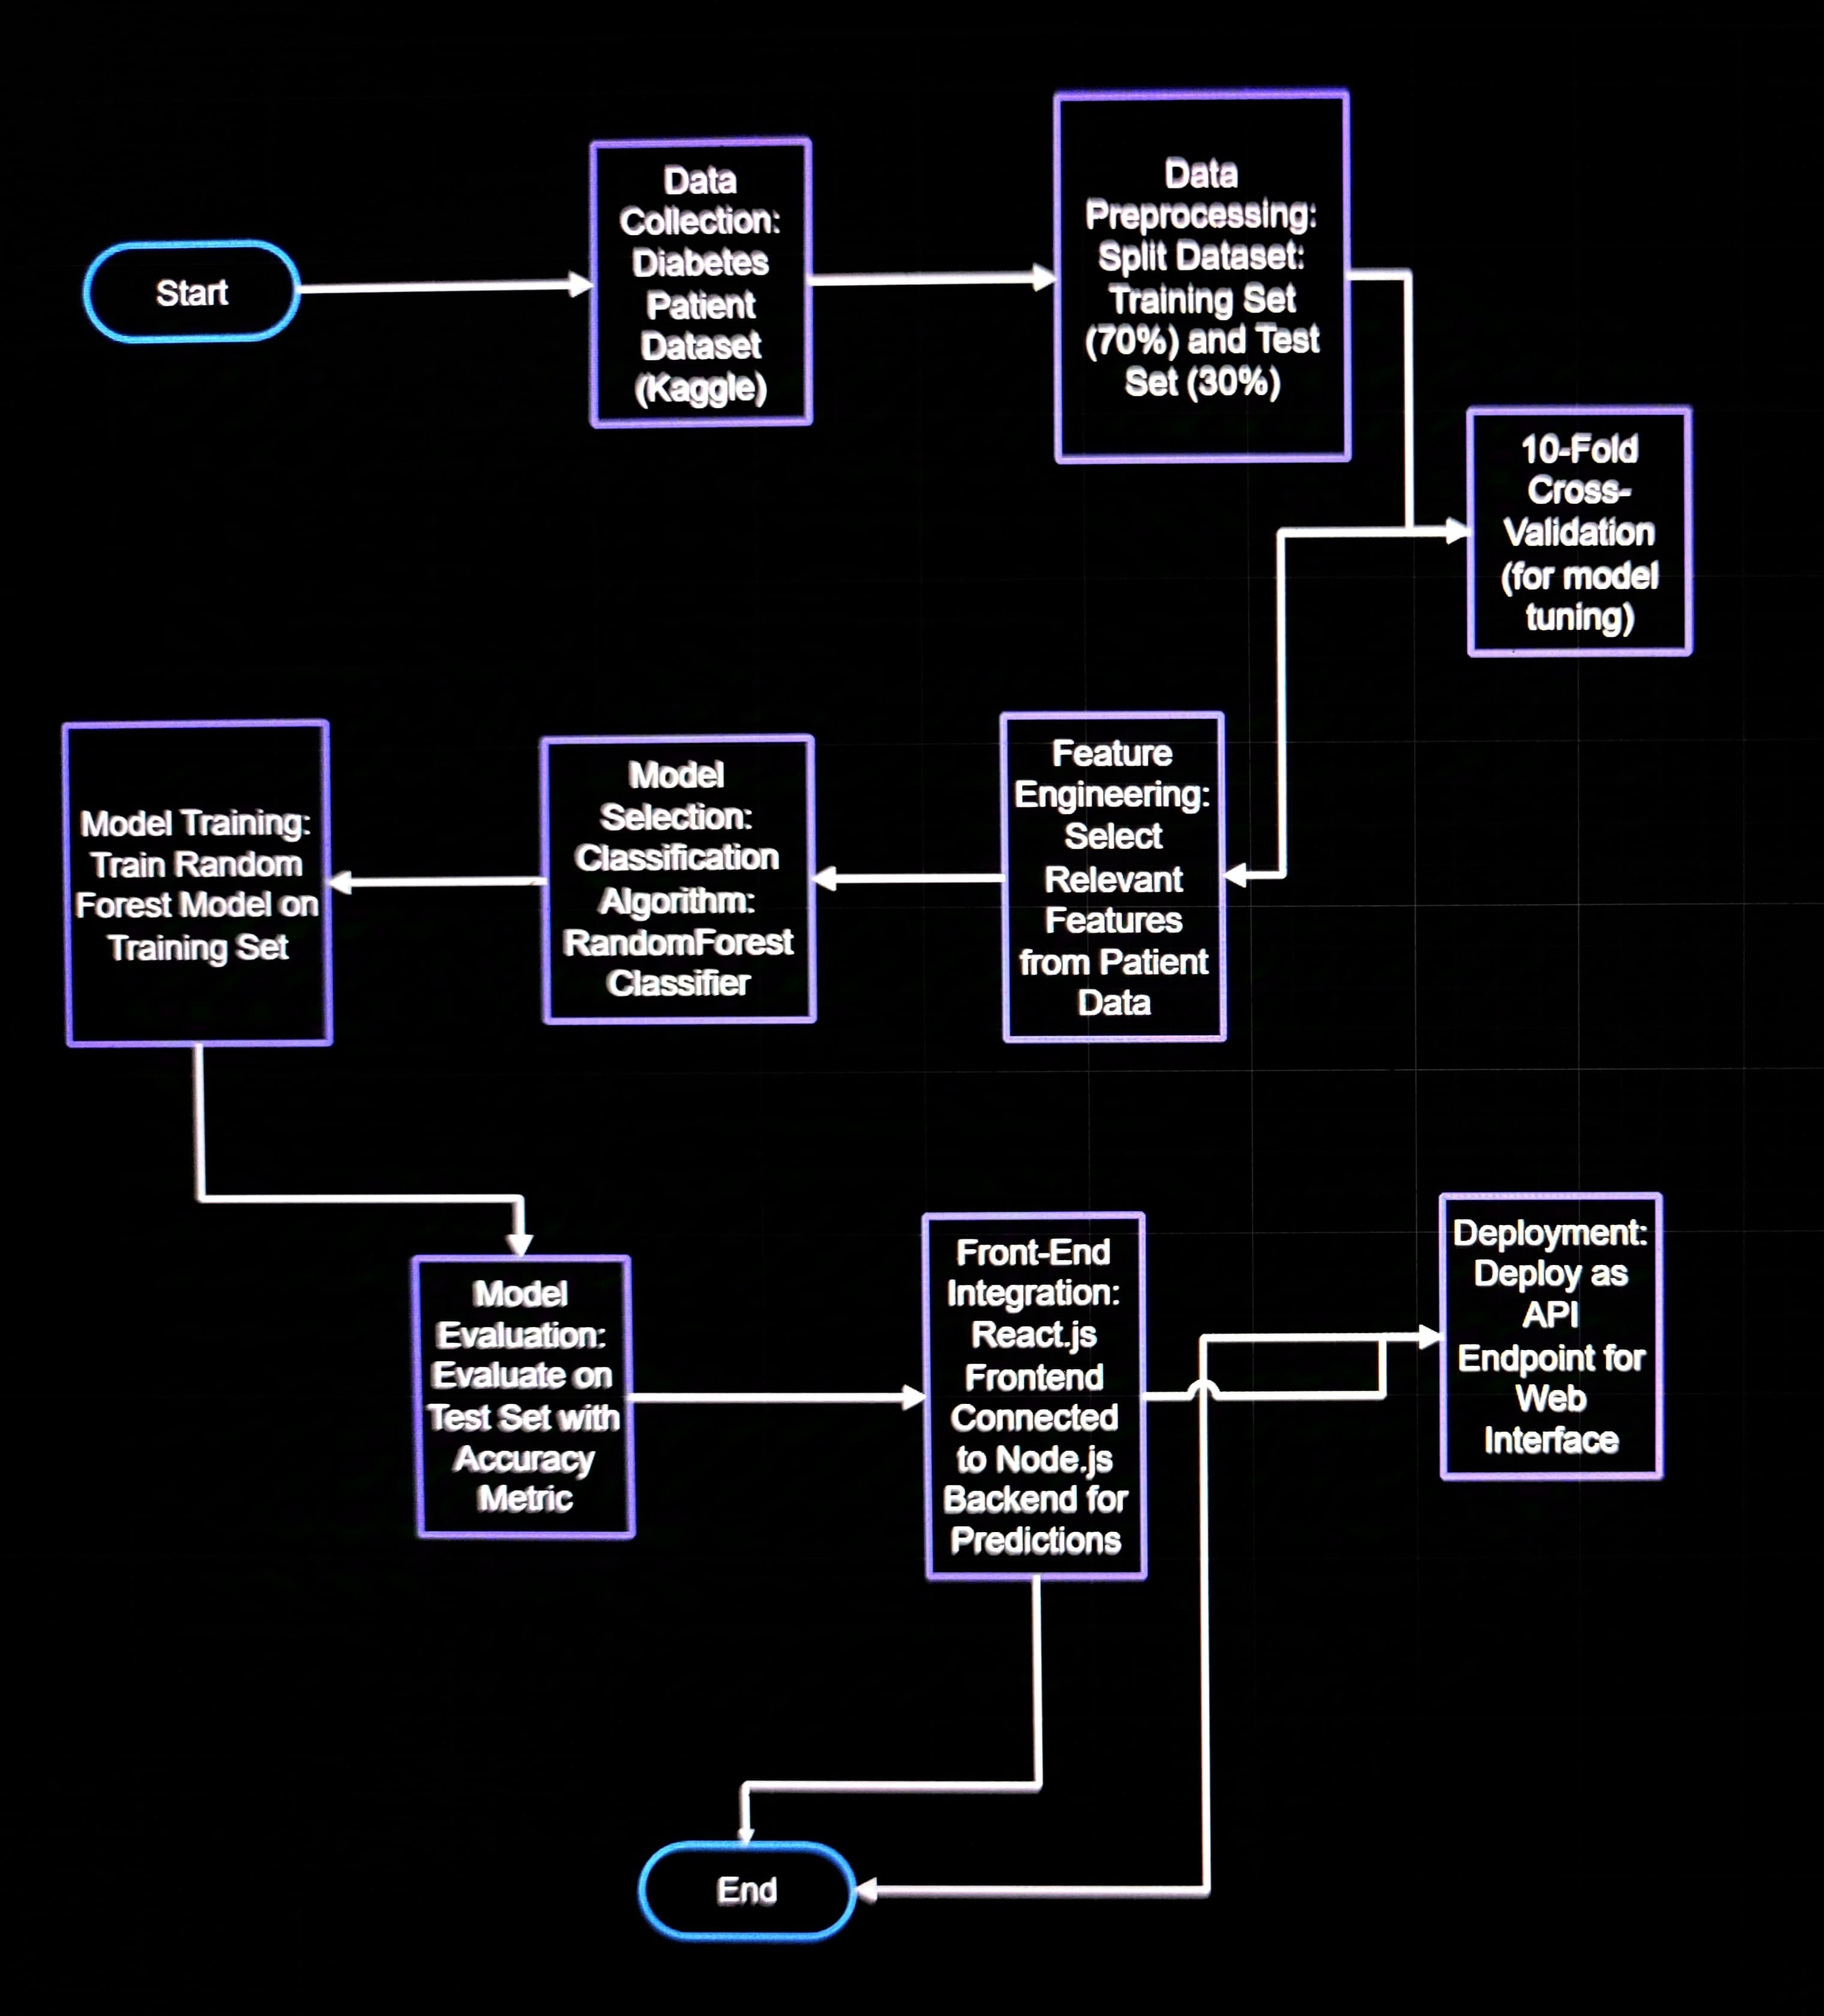 Start
Data
Collection:
Diabetes
Patient
Dataset
(Kaggle)
Data
Preprocessing:
Split Dataset:
Training Set
(70%) and Test
Set (30%)
10-Fold
Cross-
Validation
(for model
tuning)
Feature
Engineering:
Select
Relevant
Features
from Patient
Data
Model
Selection:
Classification
Algorithm:
RandomForest
Classifier
Model Training:
Train Random
Forest Model on
Training Set
Model
Evaluation:
Evaluate on
Test Set with
Accuracy
Metric
Front-End
Integration:
React.js
Frontend
Connected
to Node.js
Backend for
Predictions
Deployment:
Deploy as
API
Endpoint for
Web
Interface
End